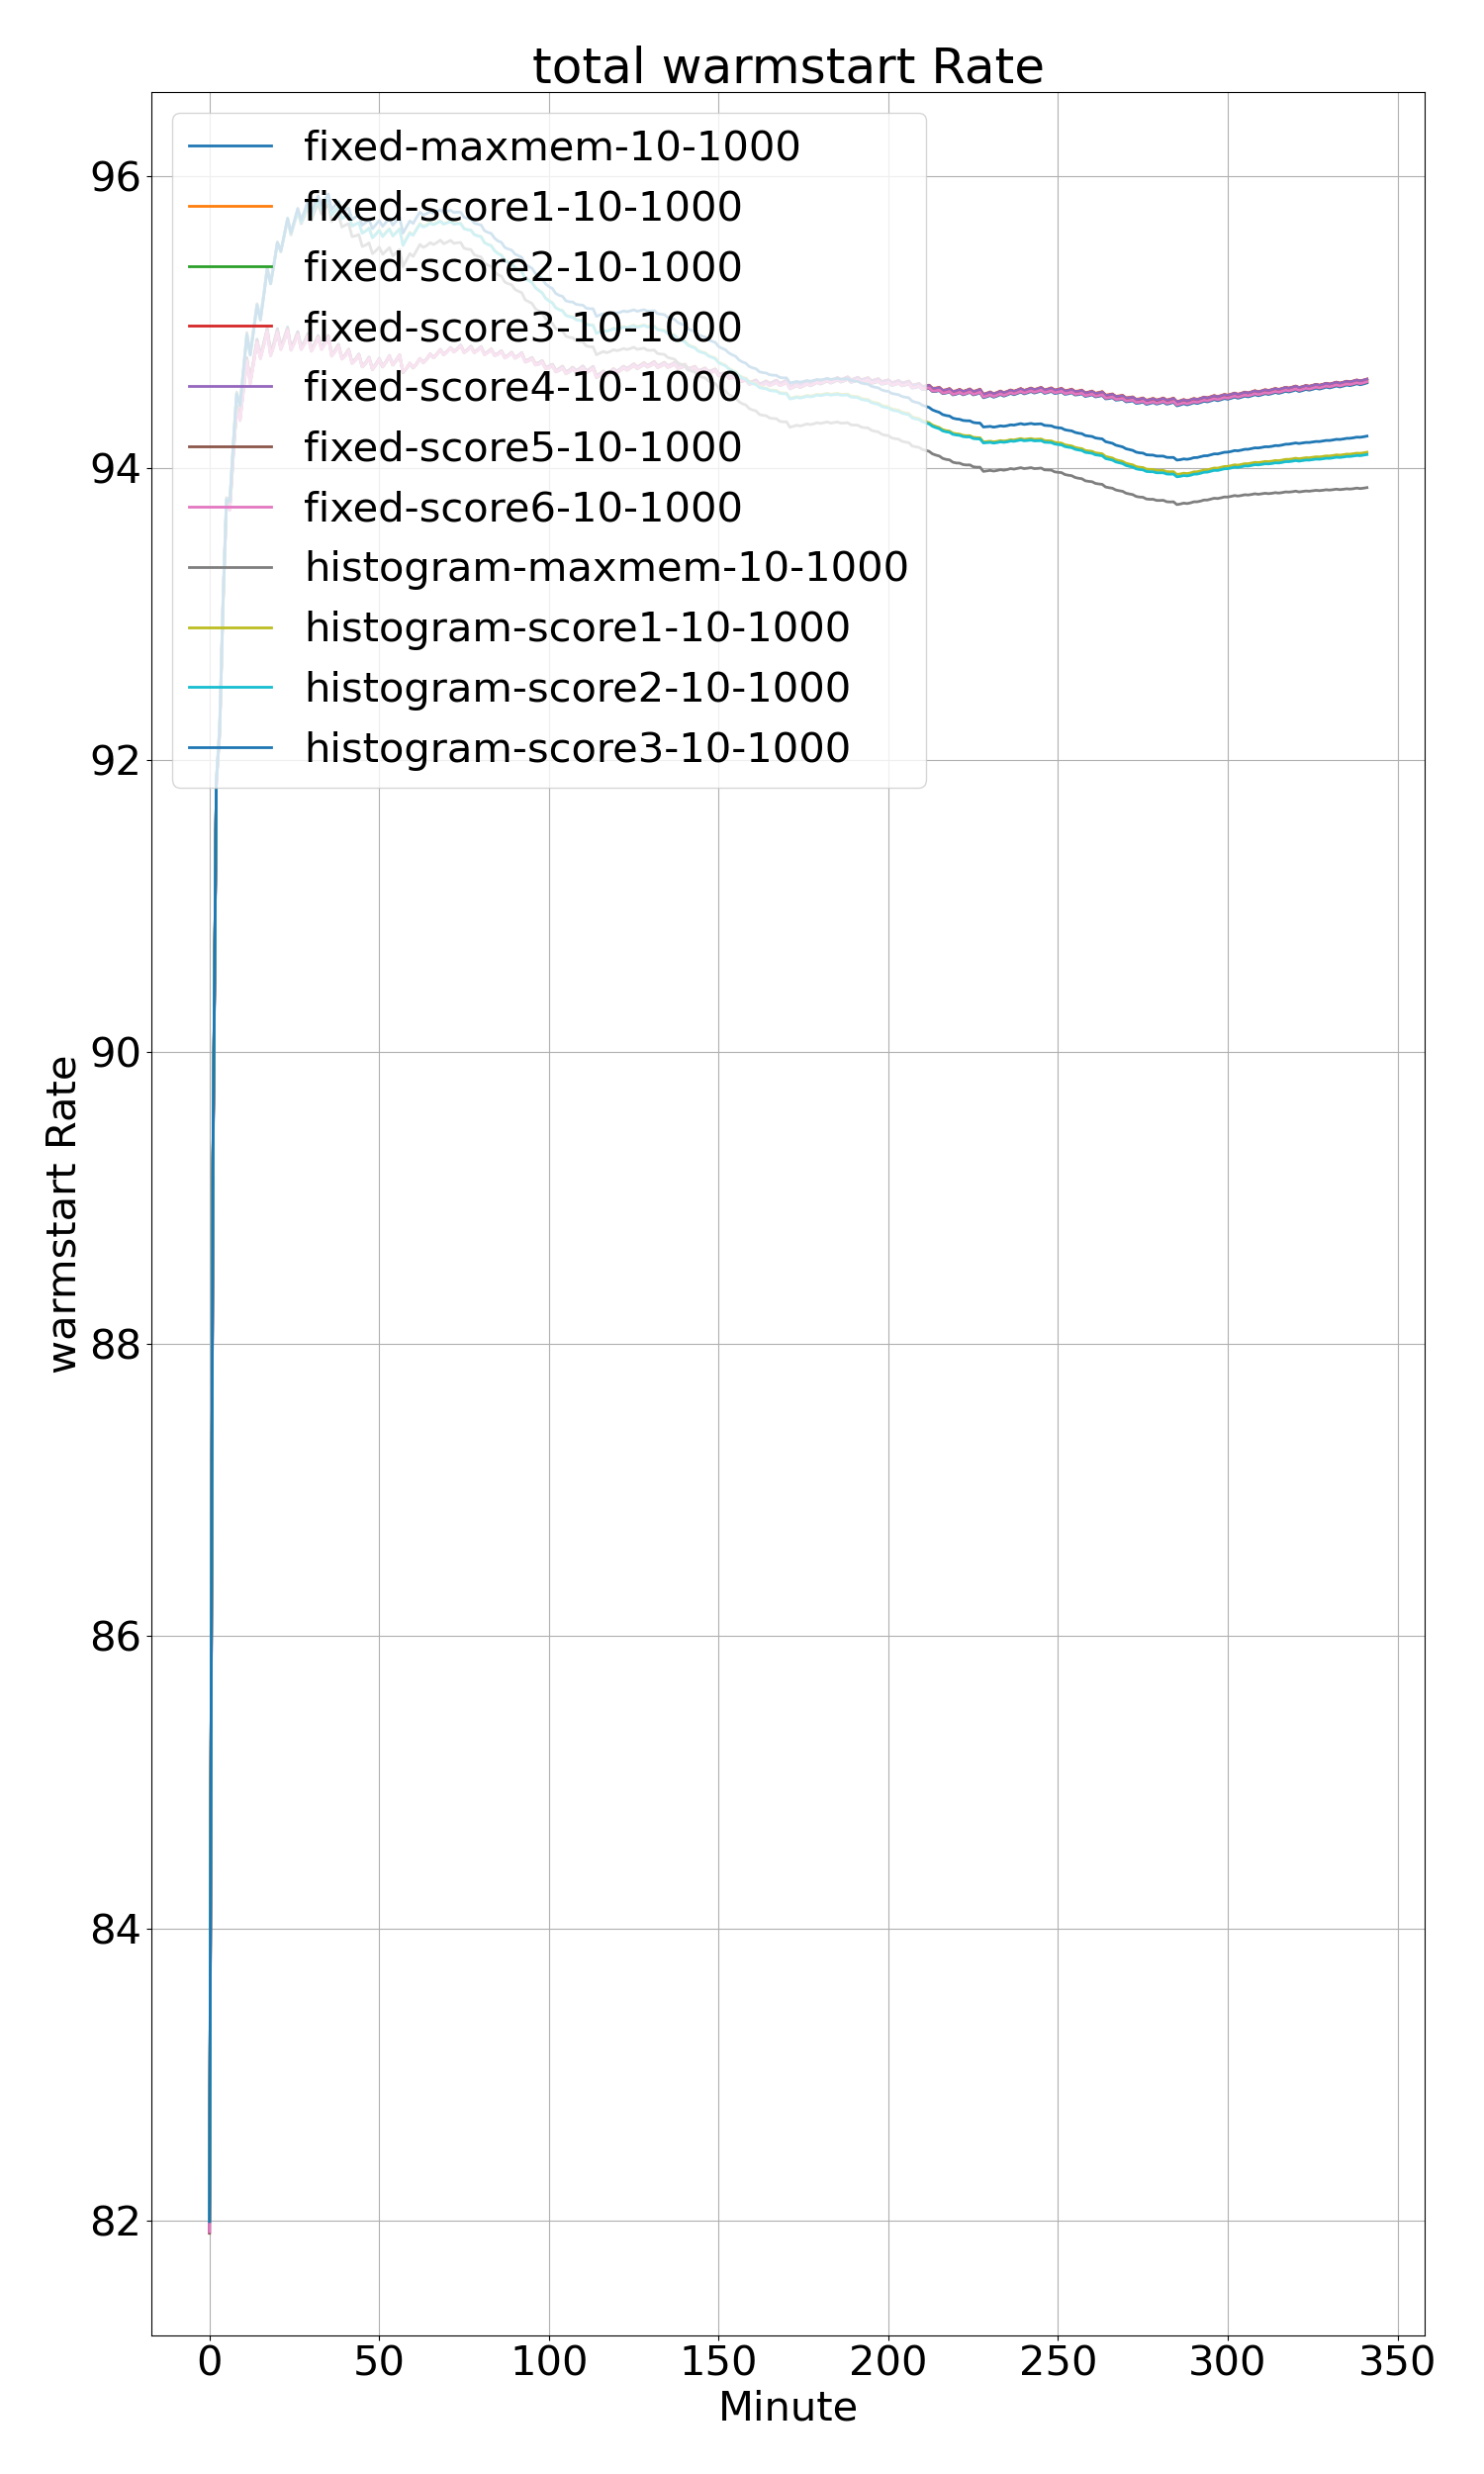 total warmstart Rate
fixed-maxmem-10-1000
fixed-score1-10-1000
fixed-score2-10-1000
fixed-score3-10-1000
fixed-score4-10-1000
fixed-score5-10-1000
fixed-score6-10-1000
histogram-maxmem-10-1000
histogram-score1-10-1000
histogram-score2-10-1000
histogram-score3-10-1000
96
94
92
90
88
86
84
82
warmstart Rate
0 50 100 150 200 250 300 350
Minute